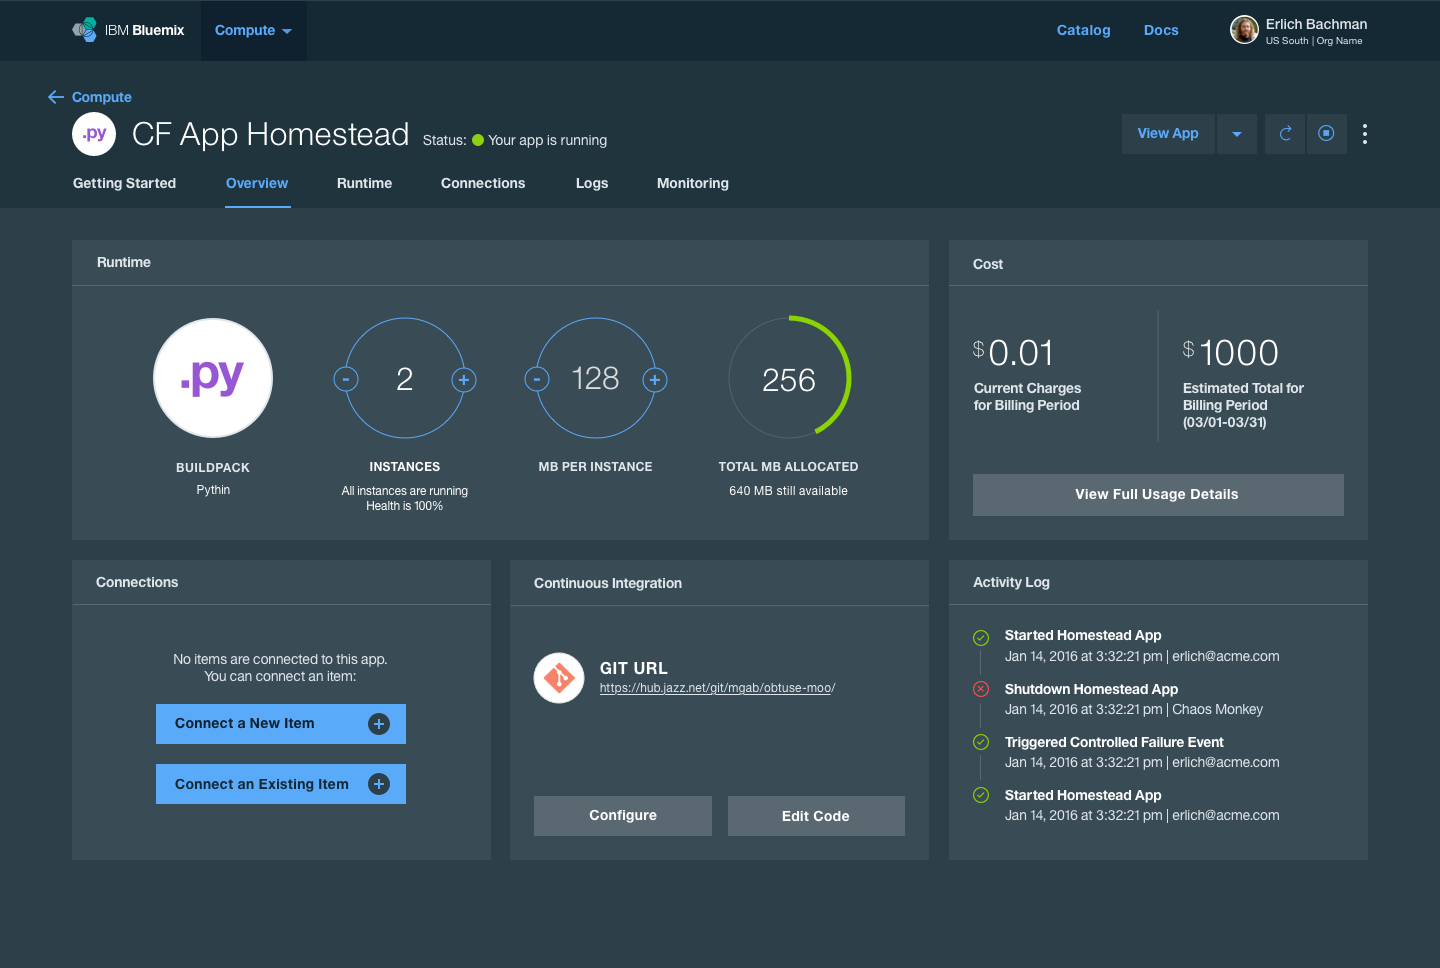 IBM Bluemix
Compute
Catalog
Docs
Erlich Bachman
US South | Org Name
Compute
.py
CF App Homestead
Status: Your app is running
View App
Getting Started
Overview
Runtime
Connections
Logs
Monitoring
Runtime
.py
BUILDPACK
Pythin
- 2 +
INSTANCES
All instances are running
Health is 100%
- 128 +
MB PER INSTANCE
256
TOTAL MB ALLOCATED
640 MB still available
Cost
$0.01
Current Charges
for Billing Period
$1000
Estimated Total for
Billing Period
(03/01-03/31)
View Full Usage Details
Connections
No items are connected to this app.
You can connect an item:
Connect a New Item +
Connect an Existing Item +
Continuous Integration
GIT URL
https://hub.jazz.net/git/mgab/obtuse-moo/
Configure
Edit Code
Activity Log
Started Homestead App
Jan 14, 2016 at 3:32:21 pm | erlich@acme.com
Shutdown Homestead App
Jan 14, 2016 at 3:32:21 pm | Chaos Monkey
Triggered Controlled Failure Event
Jan 14, 2016 at 3:32:21 pm | erlich@acme.com
Started Homestead App
Jan 14, 2016 at 3:32:21 pm | erlich@acme.com